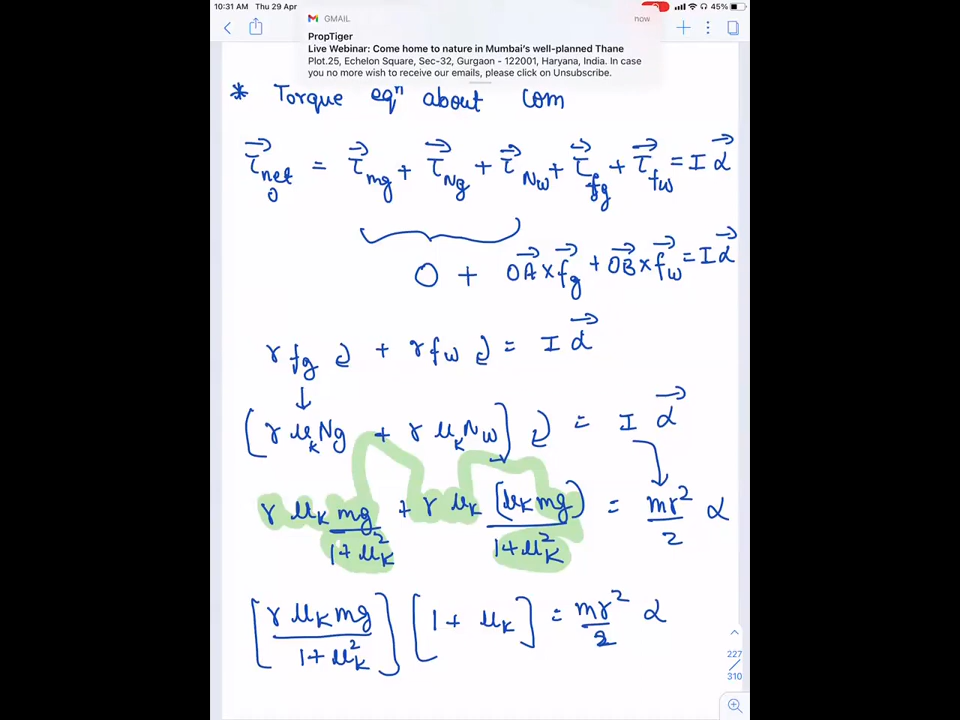 10:31 AM Thu 29 Apr
45%
GMAIL
now
PropTiger
Live Webinar: Come home to nature in Mumbai's well-planned Thane
Plot.25, Echelon Square, Sec-32, Gurgaon - 122001, Haryana, India. In case
you no more wish to receive our emails, please click on Unsubscribe.
* Torque eqⁿ about com
τ⃗net o = τ⃗mg + τ⃗Ng + τ⃗Nw + τ⃗fg + τ⃗fw = I α⃗
0 + OA⃗ × f⃗g + OB⃗ × f⃗w = I α⃗
r fg ⤸ + r fw ⤸ = I α⃗
↓
[r μk Ng + r μk Nw] ⤸ = I α⃗
r μk mg/(1+μk²) + r μk (μk mg)/(1+μk²) = mr²/2 α
[r μk mg/(1+μk²)] [1 + μk] = mr²/2 α
227
/
310